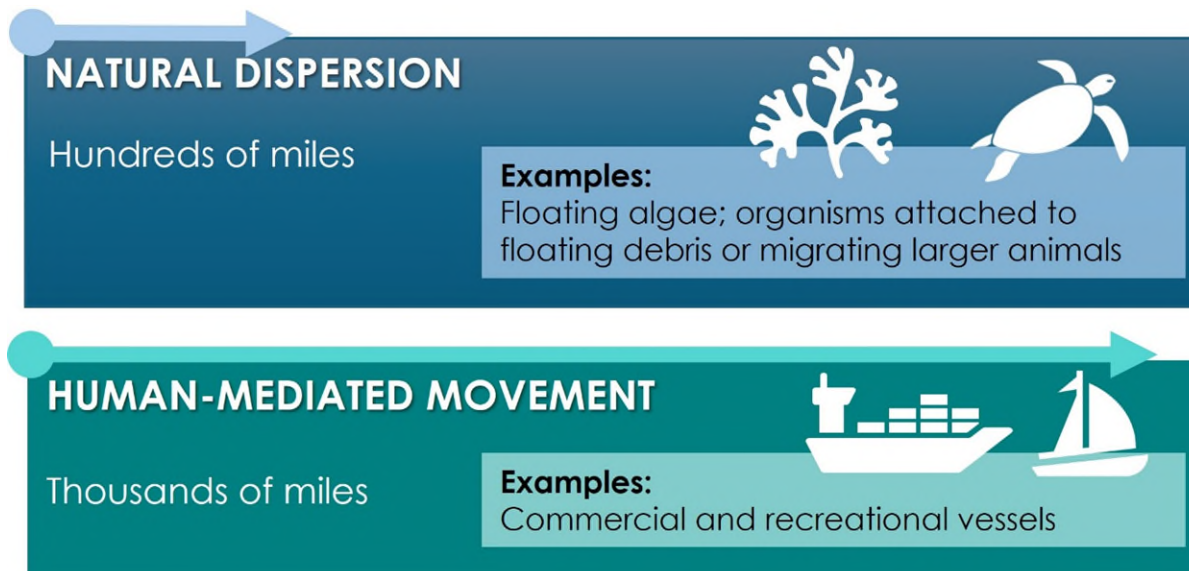 NATURAL DISPERSION
Hundreds of miles
Examples:
Floating algae; organisms attached to
floating debris or migrating larger animals
HUMAN-MEDIATED MOVEMENT
Thousands of miles
Examples:
Commercial and recreational vessels